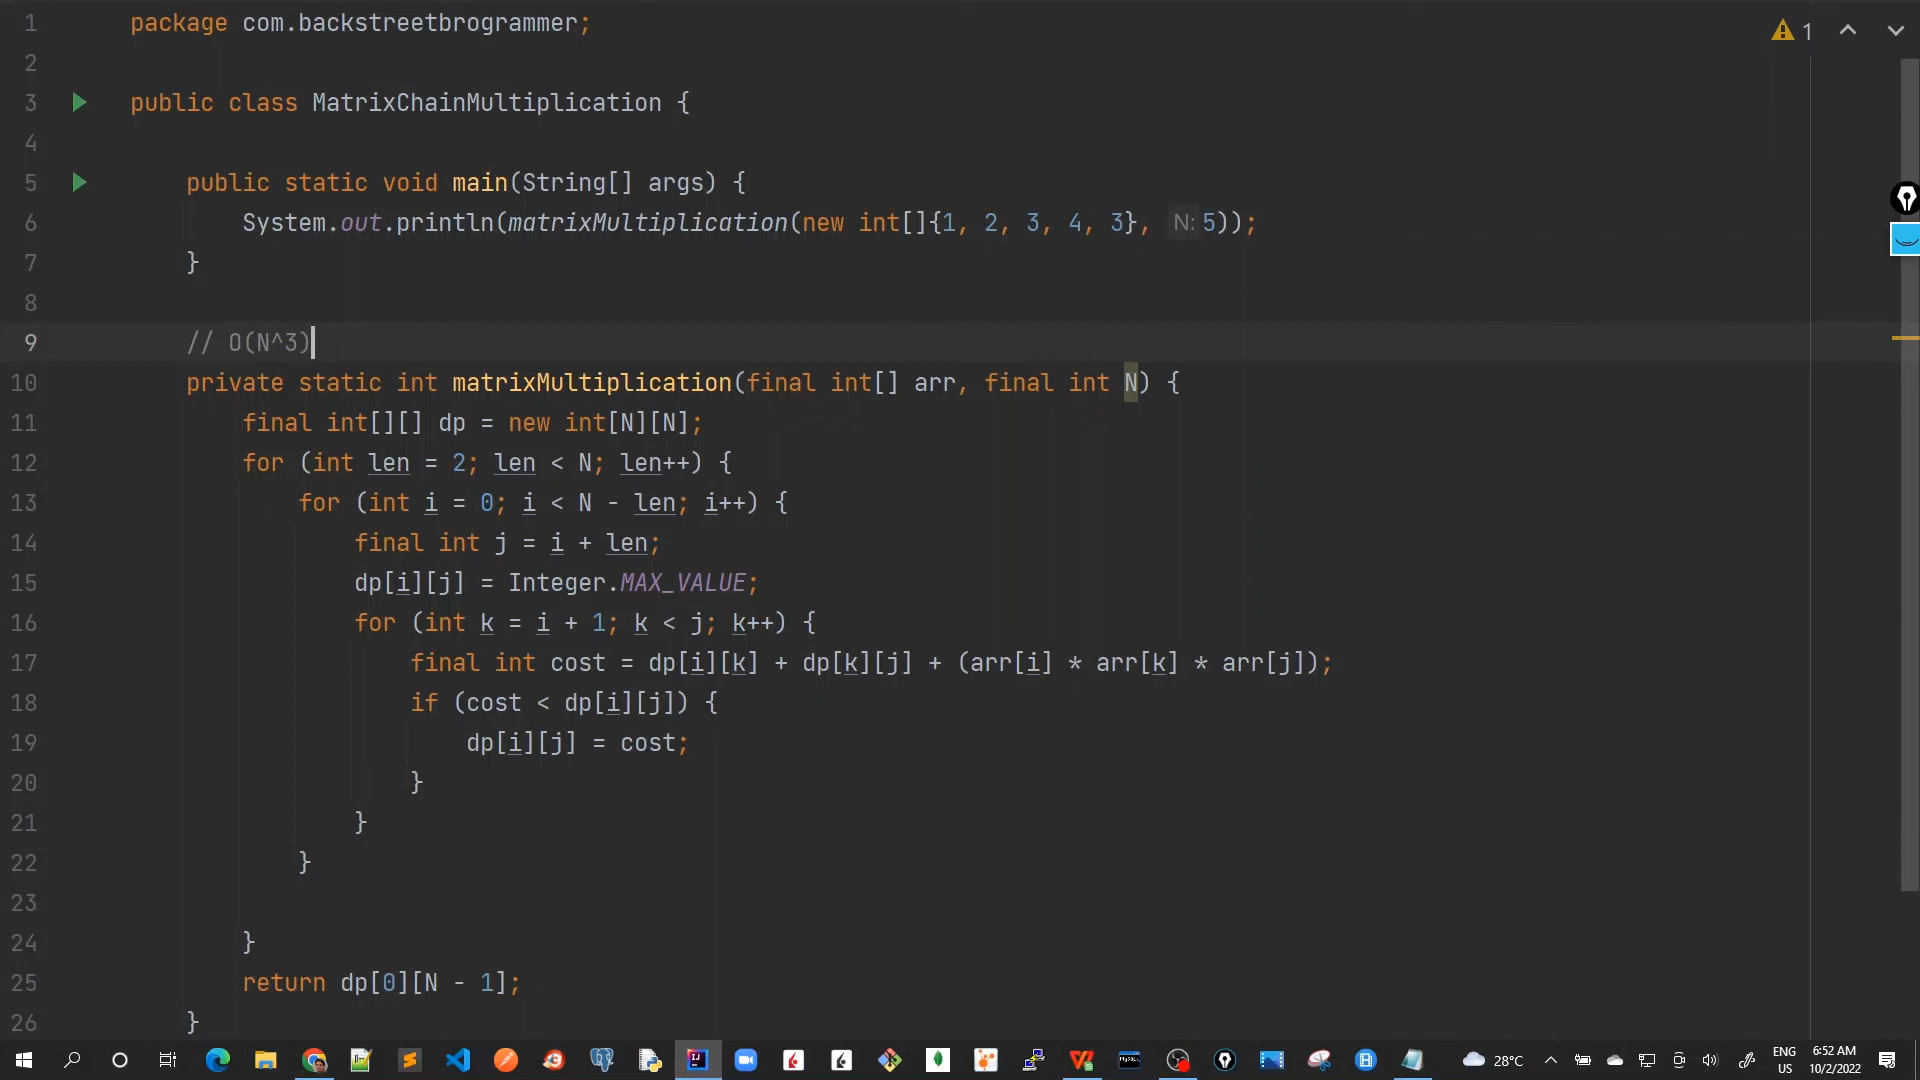 1 package com.backstreetbrogrammer;
1
2
3 public class MatrixChainMultiplication {
4
5     public static void main(String[] args) {
6         System.out.println(matrixMultiplication(new int[]{1, 2, 3, 4, 3}, N: 5));
7     }
8
9     // O(N^3)
10     private static int matrixMultiplication(final int[] arr, final int N) {
11         final int[][] dp = new int[N][N];
12         for (int len = 2; len < N; len++) {
13             for (int i = 0; i < N - len; i++) {
14                 final int j = i + len;
15                 dp[i][j] = Integer.MAX_VALUE;
16                 for (int k = i + 1; k < j; k++) {
17                     final int cost = dp[i][k] + dp[k][j] + (arr[i] * arr[k] * arr[j]);
18                     if (cost < dp[i][j]) {
19                         dp[i][j] = cost;
20                     }
21                 }
22             }
23
24         }
25         return dp[0][N - 1];
26     }
28°C
ENG
US
6:52 AM
10/2/2022